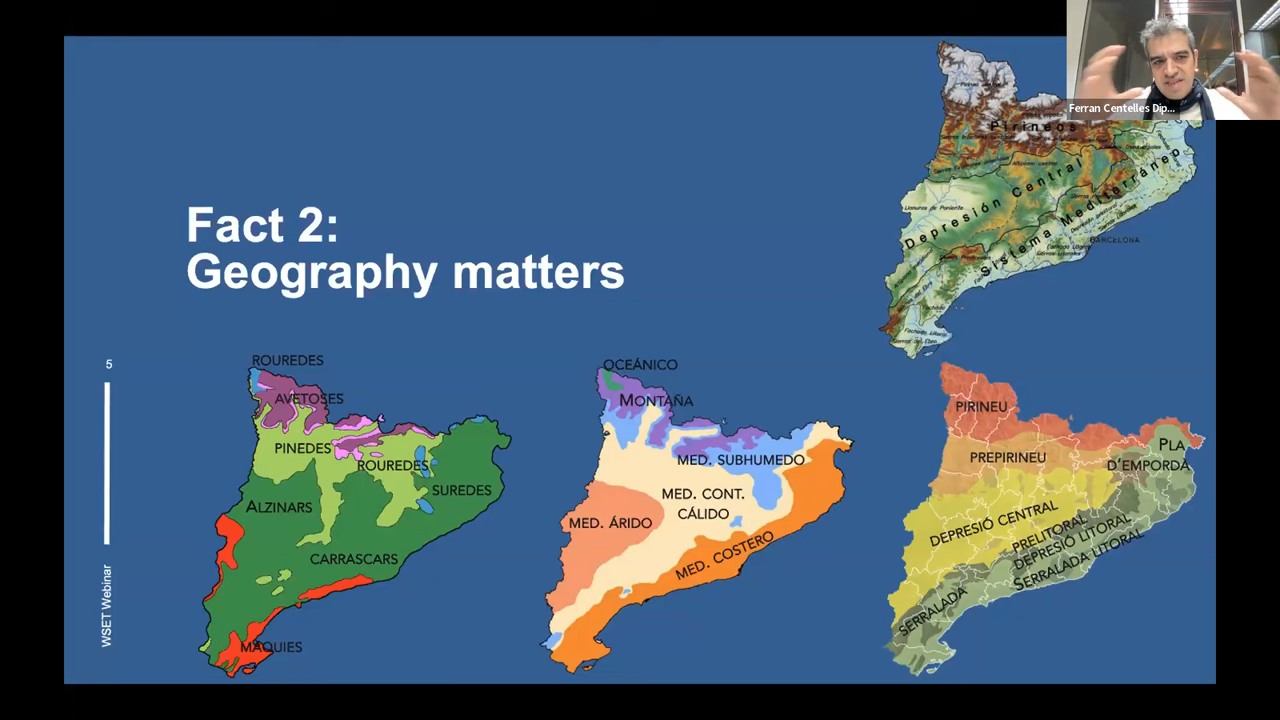 Ferran Centelles Dip...
Pirineos
Depresión Central
Sistema Mediterráneo
BARCELONA
Fact 2:
Geography matters
5
WSET Webinar
ROUREDES
AVETOSES
PINEDES
ROUREDES
SUREDES
ALZINARS
CARRASCARS
MÀQUIES
OCEÁNICO
MONTAÑA
MED. SUBHUMEDO
MED. CONT.
CÁLIDO
MED. ÁRIDO
MED. COSTERO
PIRINEU
PLA
D'EMPORDÀ
PREPIRINEU
DEPRESIÓ CENTRAL
PRELITORAL
DEPRESIÓ LITORAL
SERRALADA LITORAL
SERRALADA